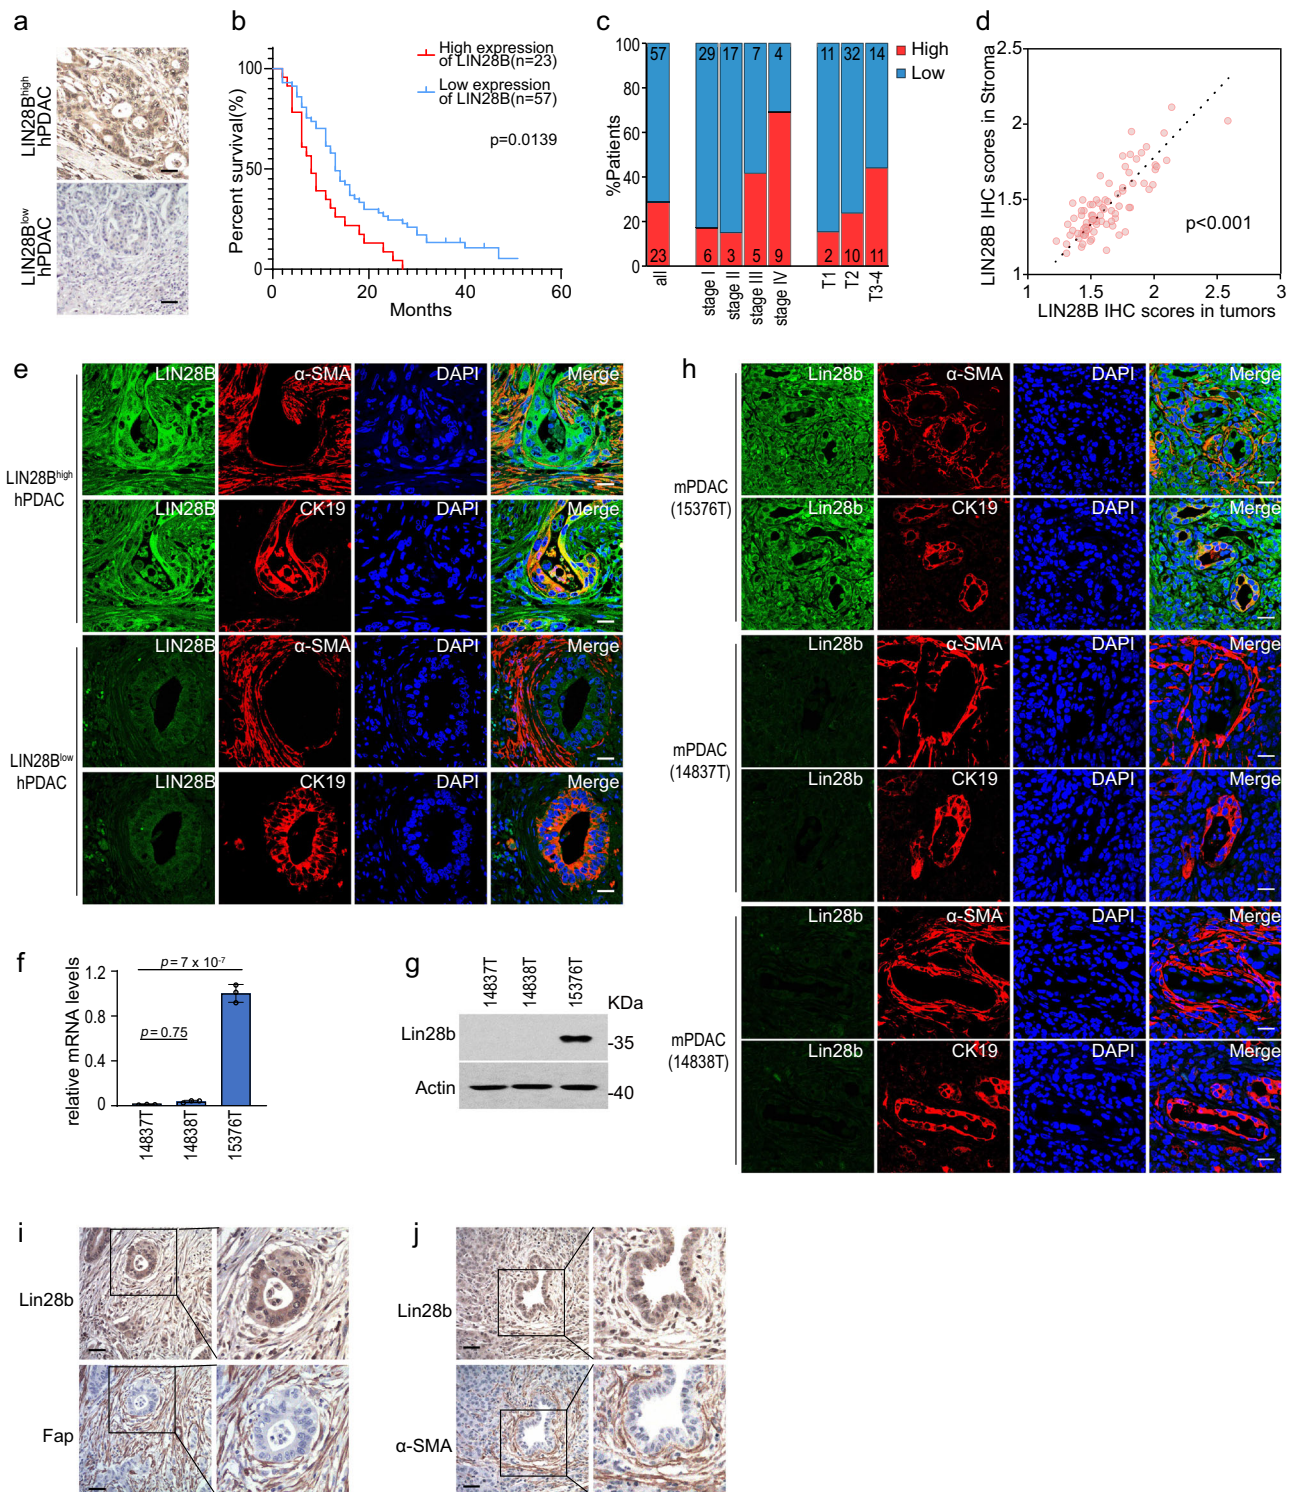 a
LIN28Bhigh
hPDAC
LIN28Blow
hPDAC
b
High expression
of LIN28B(n=23)
Low expression
of LIN28B(n=57)
p=0.0139
Percent survival(%)
100
50
0
0
20
40
60
Months
c
High
Low
%Patients
100
80
60
40
20
0
57
29
17
7
4
11
32
14
23
6
3
5
9
2
10
11
all
stage I
stage II
stage III
stage IV
T1
T2
T3-4
d
LIN28B IHC scores in Stroma
2.5
2
1.5
1
p<0.001
1
1.5
2
2.5
3
LIN28B IHC scores in tumors
e
LIN28Bhigh
hPDAC
LIN28B α-SMA DAPI Merge
LIN28B CK19 DAPI Merge
LIN28Blow
hPDAC
LIN28B α-SMA DAPI Merge
LIN28B CK19 DAPI Merge
f
relative mRNA levels
p = 7 x 10-7
p = 0.75
1.2
0.8
0.4
0
14837T
14838T
15376T
g
14837T
14838T
15376T
KDa
Lin28b
-35
Actin
-40
h
mPDAC
(15376T)
Lin28b α-SMA DAPI Merge
Lin28b CK19 DAPI Merge
mPDAC
(14837T)
Lin28b α-SMA DAPI Merge
Lin28b CK19 DAPI Merge
mPDAC
(14838T)
Lin28b α-SMA DAPI Merge
Lin28b CK19 DAPI Merge
i
Lin28b
Fap
j
Lin28b
α-SMA